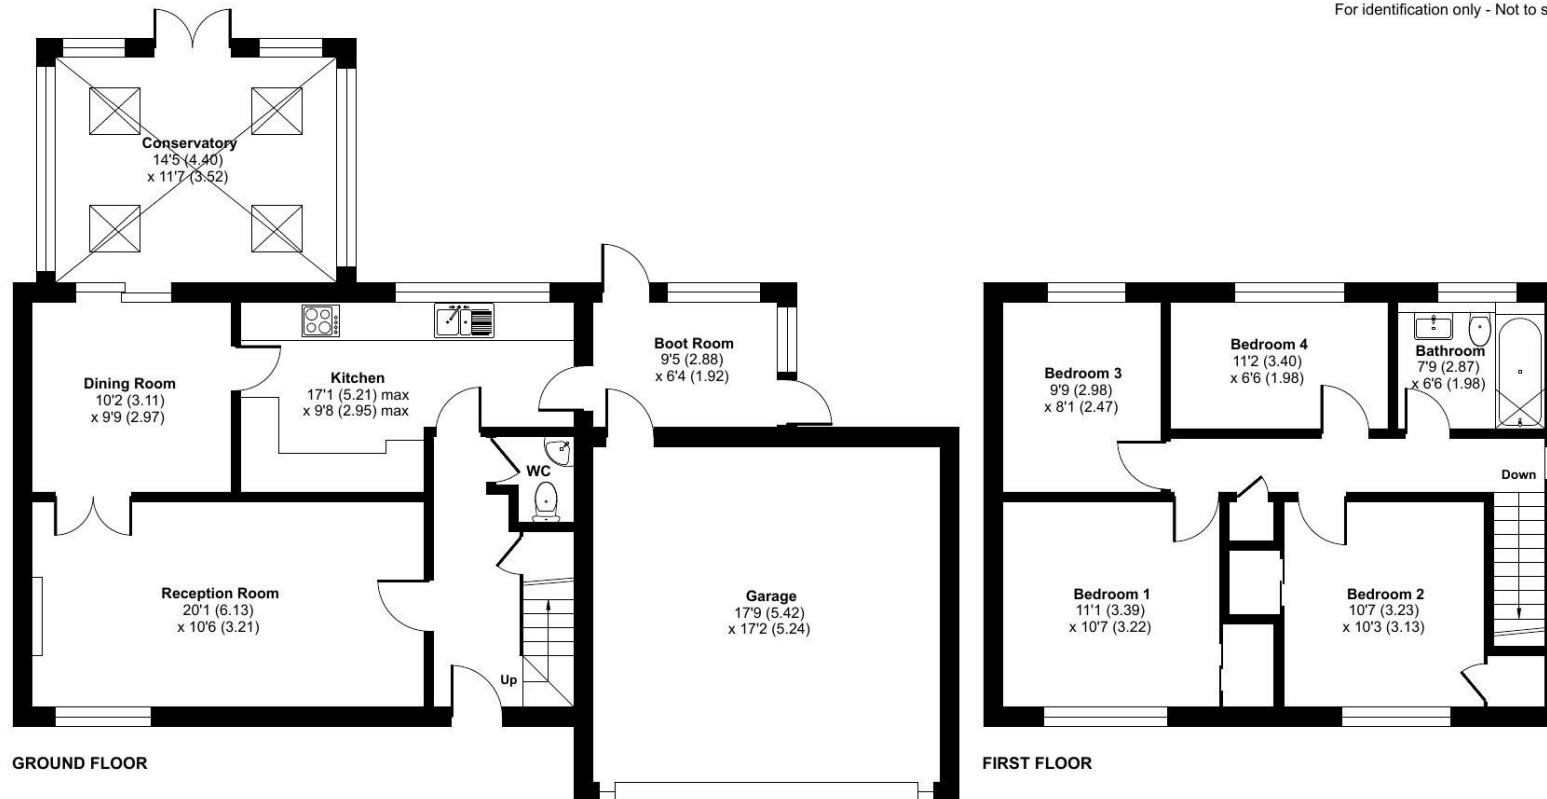 For identification only - Not to s
Conservatory
14'5 (4.40)
x 11'7 (3.52)
Boot Room
9'5 (2.88)
x 6'4 (1.92)
Dining Room
10'2 (3.11)
x 9'9 (2.97)
Kitchen
17'1 (5.21) max
x 9'8 (2.95) max
WC
Reception Room
20'1 (6.13)
x 10'6 (3.21)
Up
Garage
17'9 (5.42)
x 17'2 (5.24)
GROUND FLOOR
Bedroom 3
9'9 (2.98)
x 8'1 (2.47)
Bedroom 4
11'2 (3.40)
x 6'6 (1.98)
Bathroom
7'9 (2.87)
x 6'6 (1.98)
Down
Bedroom 1
11'1 (3.39)
x 10'7 (3.22)
Bedroom 2
10'7 (3.23)
x 10'3 (3.13)
FIRST FLOOR